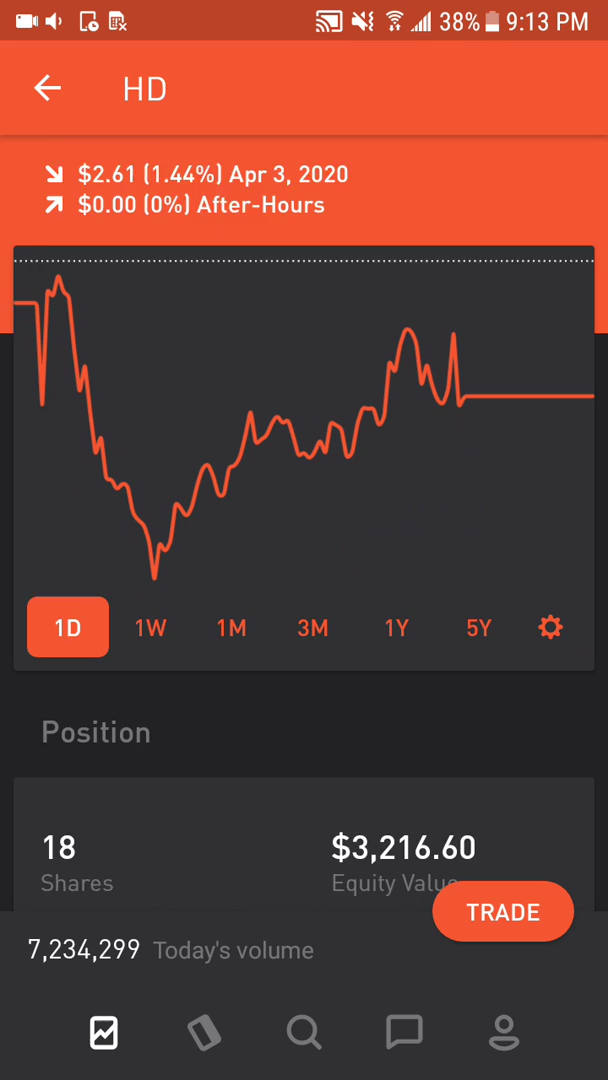 38% 9:13 PM
HD
$2.61 (1.44%) Apr 3, 2020
$0.00 (0%) After-Hours
1D 1W 1M 3M 1Y 5Y
Position
18 $3,216.60
Shares Equity Value
TRADE
7,234,299 Today's volume